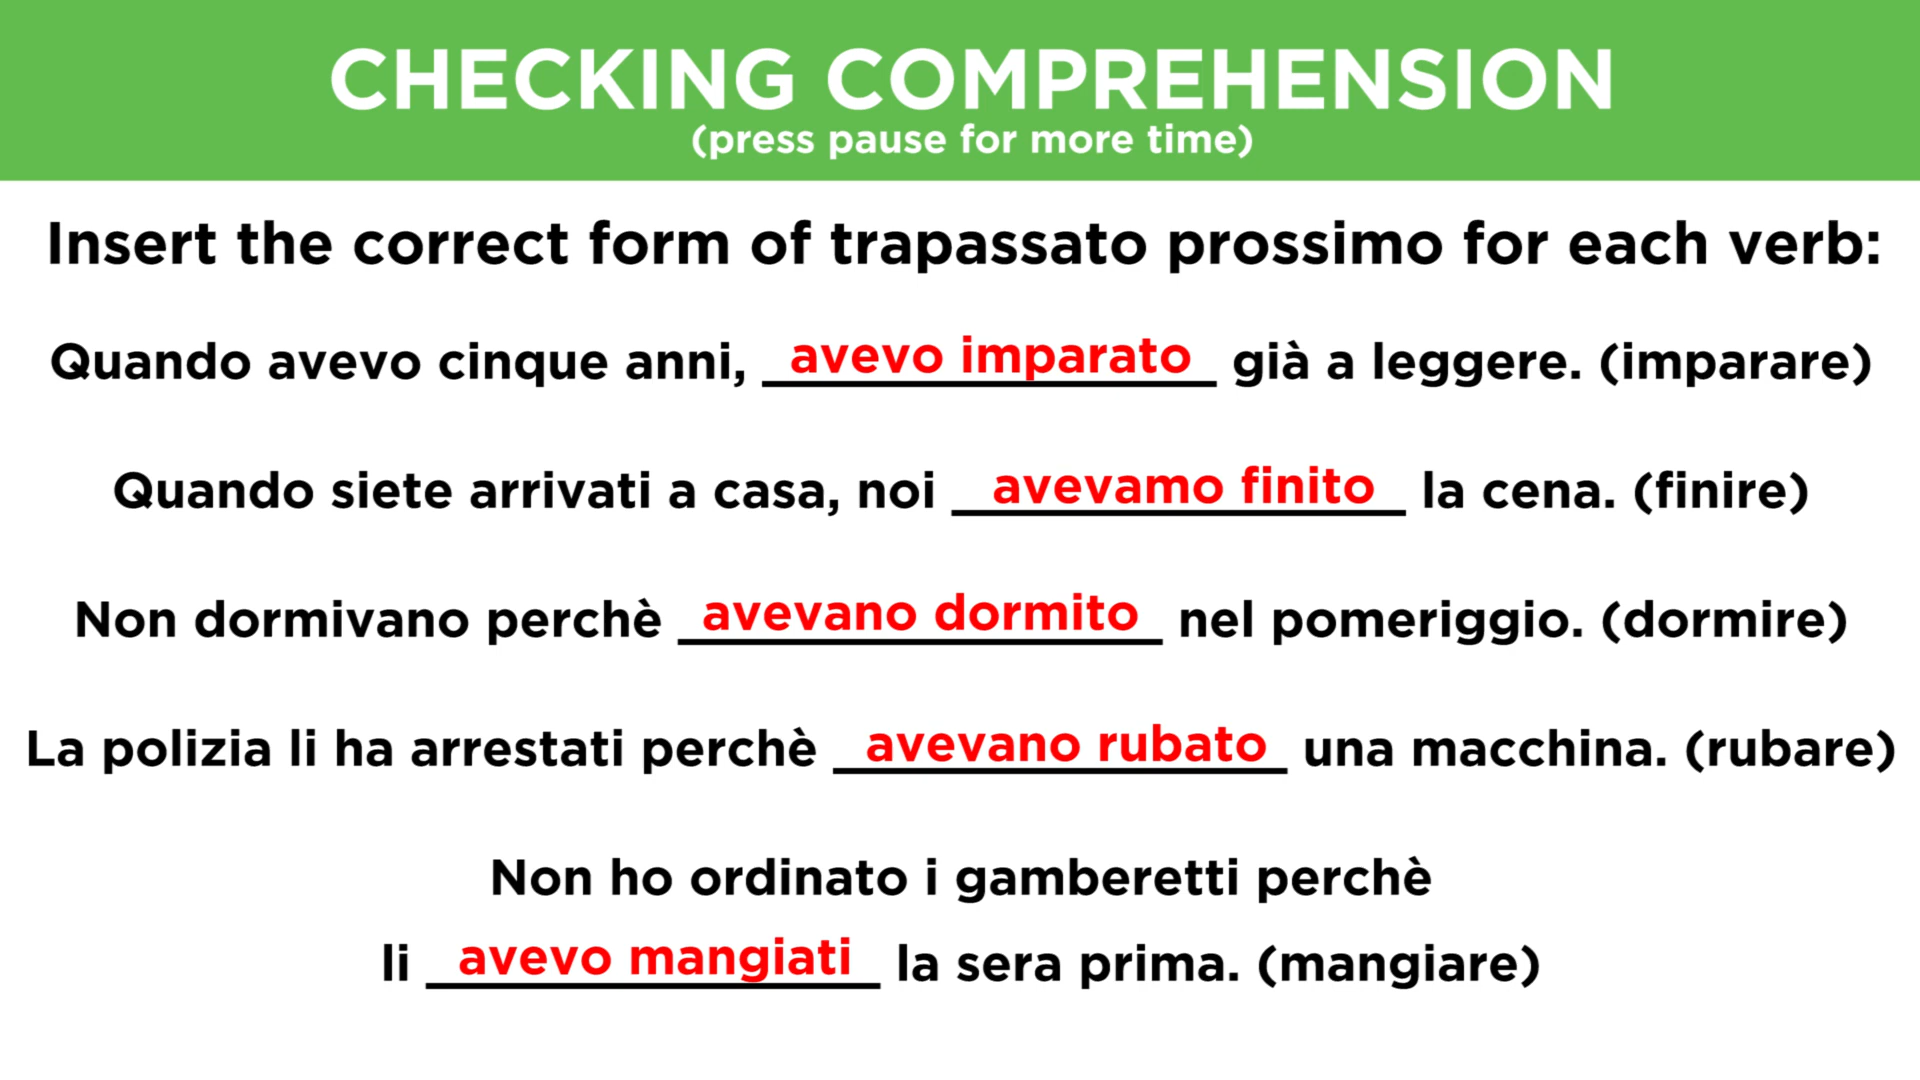 CHECKING COMPREHENSION
(press pause for more time)
Insert the correct form of trapassato prossimo for each verb:
Quando avevo cinque anni, avevo imparato già a leggere. (imparare)
Quando siete arrivati a casa, noi avevamo finito la cena. (finire)
Non dormivano perchè avevano dormito nel pomeriggio. (dormire)
La polizia li ha arrestati perchè avevano rubato una macchina. (rubare)
Non ho ordinato i gamberetti perchè
li avevo mangiati la sera prima. (mangiare)